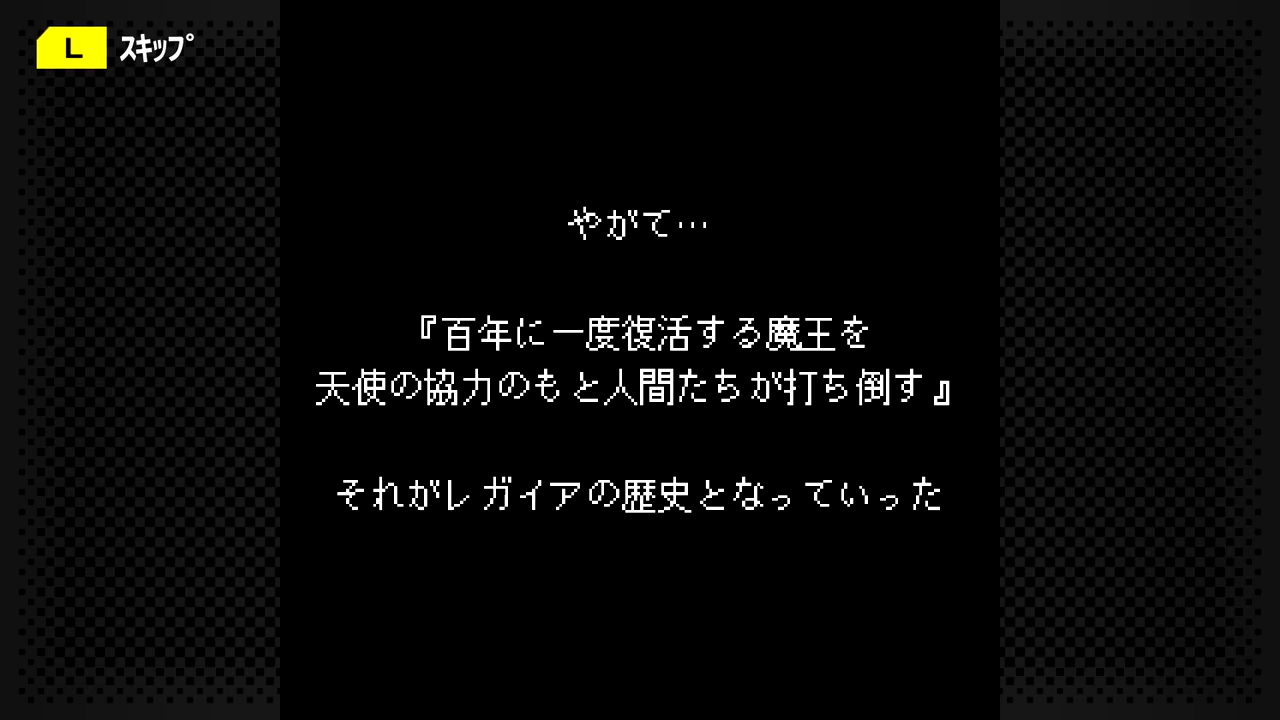 L スキップ
やがて…
『百年に一度復活する魔王を
天使の協力のもと人間たちが打ち倒す』
それがレガイアの歴史となっていった